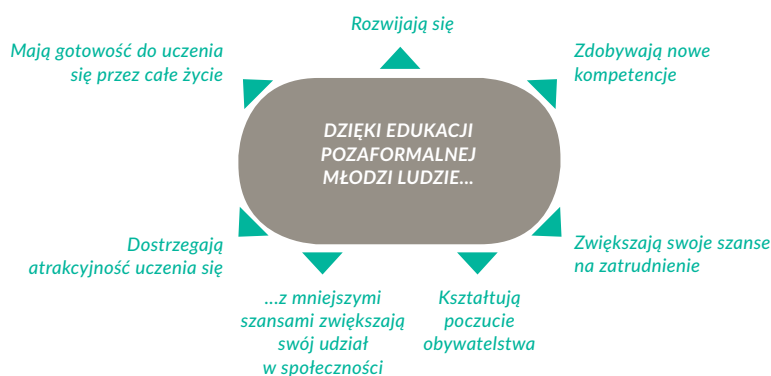 Rozwijają się
Mają gotowość do uczenia
się przez całe życie
Zdobywają nowe
kompetencje
DZIĘKI EDUKACJI
POZAFORMALNEJ
MŁODZI LUDZIE...
Dostrzegają
atrakcyjność uczenia się
Zwiększają swoje szanse
na zatrudnienie
...z mniejszymi
szansami zwiększają
swój udział
w społeczności
Kształtują
poczucie
obywatelstwa